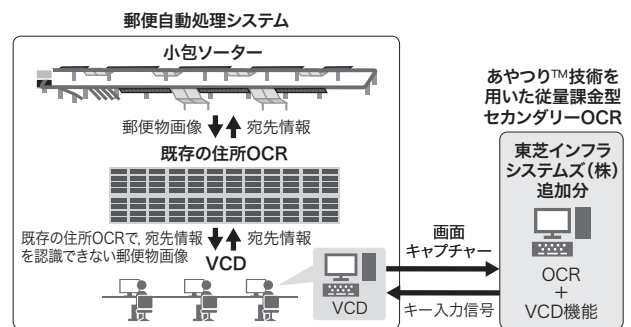 郵便自動処理システム
小包ソーター
郵便物画像
宛先情報
既存の住所OCR
既存の住所OCRで,宛先情報
を認識できない郵便物画像
宛先情報
VCD
VCD
画面
キャプチャー
キー入力信号
あやつり™技術を
用いた従量課金型
セカンダリーOCR
東芝インフラ
システムズ(株)
追加分
OCR
+
VCD機能